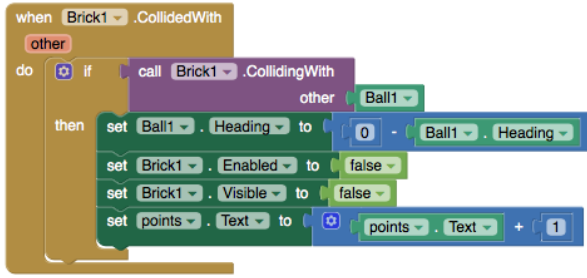 when Brick1 .CollidedWith
other
do if call Brick1 .CollidingWith
other Ball1
then set Ball1 . Heading to 0 - Ball1 . Heading
set Brick1 . Enabled to false
set Brick1 . Visible to false
set points . Text to points . Text + 1